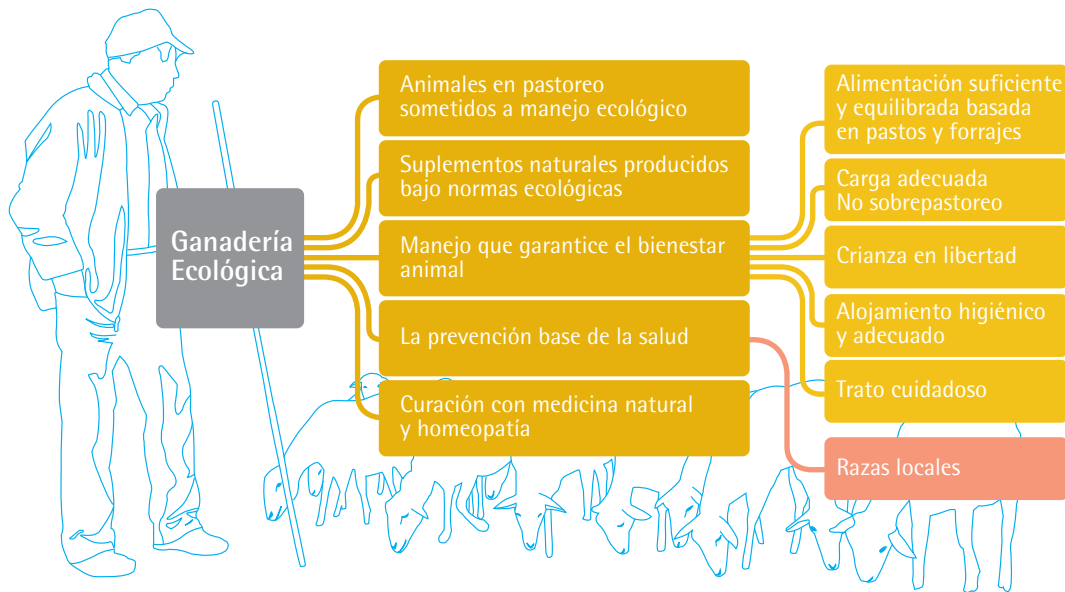 Ganadería
Ecológica
Animales en pastoreo
sometidos a manejo ecológico
Suplementos naturales producidos
bajo normas ecológicas
Manejo que garantice el bienestar
animal
La prevención base de la salud
Curación con medicina natural
y homeopatía
Alimentación suficiente
y equilibrada basada
en pastos y forrajes
Carga adecuada
No sobrepastoreo
Crianza en libertad
Alojamiento higiénico
y adecuado
Trato cuidadoso
Razas locales